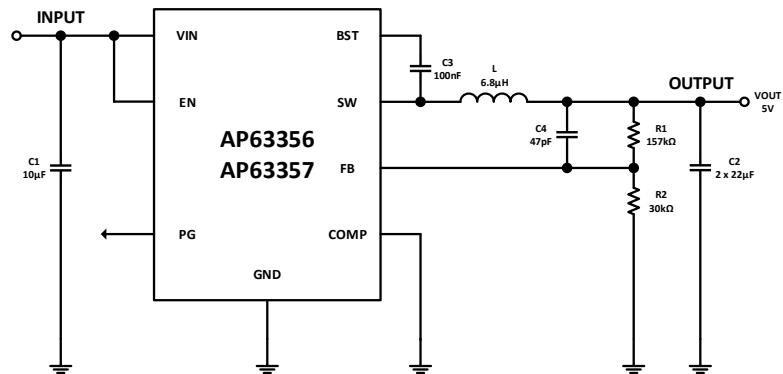 INPUT
VIN
BST
C3
100nF
L
6.8µH
OUTPUT
VOUT
5V
EN
SW
C1
10µF
AP63356
AP63357
C4
47pF
R1
157kΩ
FB
C2
2 x 22µF
R2
30kΩ
PG
COMP
GND